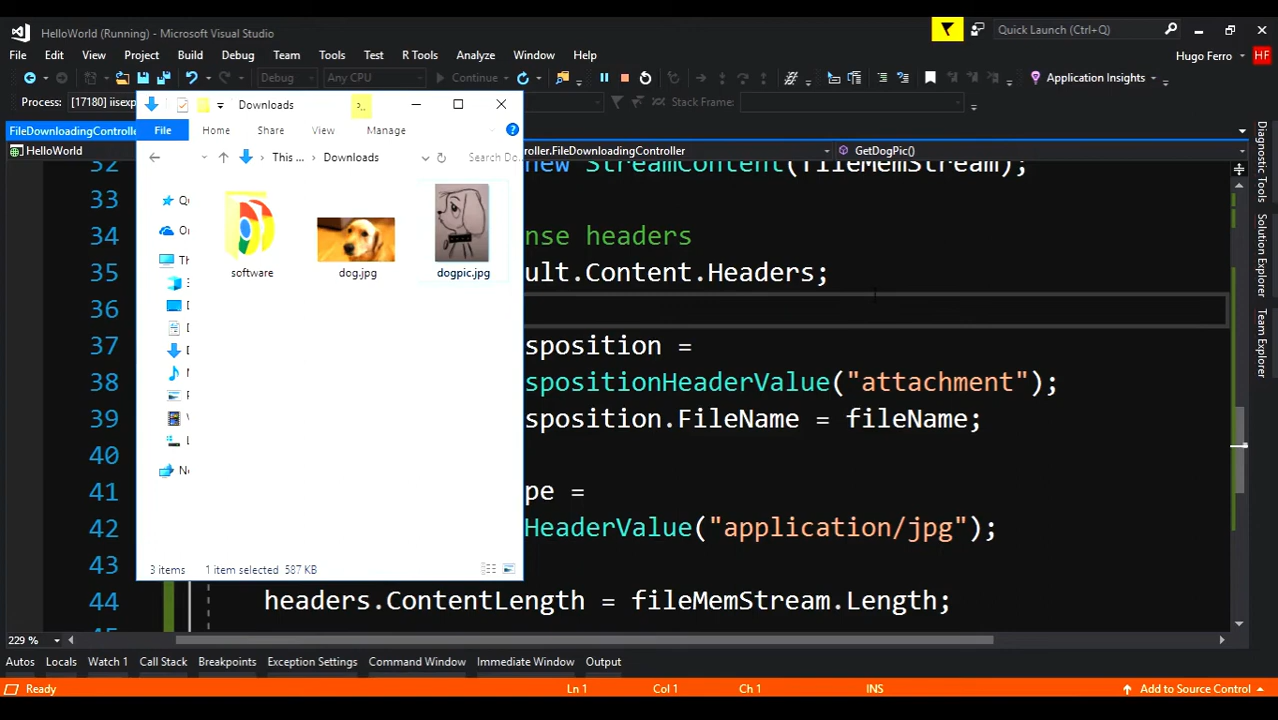 HelloWorld (Running) - Microsoft Visual Studio
Quick Launch (Ctrl+Q)
File Edit View Project Build Debug Team Tools Test R Tools Analyze Window Help
Hugo Ferro HF
Debug Any CPU Continue Application Insights
Process: [17180] iisexp Stack Frame:
Downloads
FileDownloadingControlle
File Home Share View Manage
HelloWorld
ller.FileDownloadingController GetDogPic()
This ... Downloads Search Do...
software
dog.jpg
dogpic.jpg
3 items 1 item selected 587 KB
32 new StreamContent(fileMemStream);
33
34 nse headers
35 ult.Content.Headers;
36
37 sposition =
38 spositionHeaderValue("attachment");
39 sposition.FileName = fileName;
40
41 pe =
42 HeaderValue("application/jpg");
43
44 headers.ContentLength = fileMemStream.Length;
229 %
Diagnostic Tools
Solution Explorer
Team Explorer
Autos Locals Watch 1 Call Stack Breakpoints Exception Settings Command Window Immediate Window Output
Ready Ln 1 Col 1 Ch 1 INS Add to Source Control